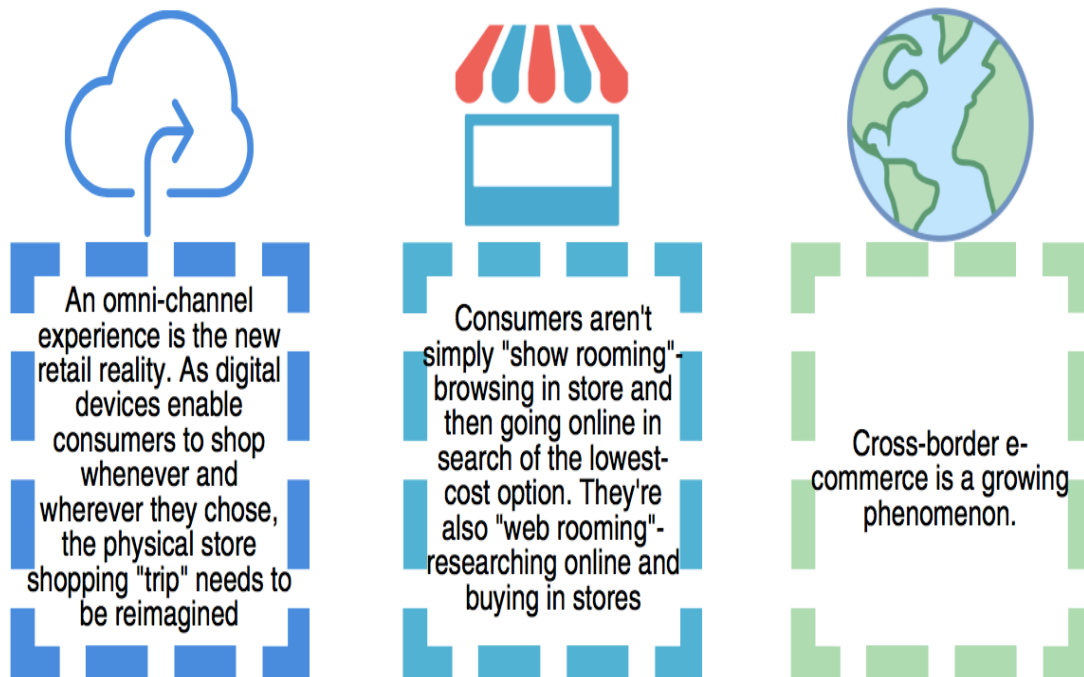 An omni-channel
experience is the new
retail reality. As digital
devices enable
consumers to shop
whenever and
wherever they chose,
the physical store
shopping "trip" needs to
be reimagined
Consumers aren't
simply "show rooming"-
browsing in store and
then going online in
search of the lowest-
cost option. They're
also "web rooming"-
researching online and
buying in stores
Cross-border e-
commerce is a growing
phenomenon.